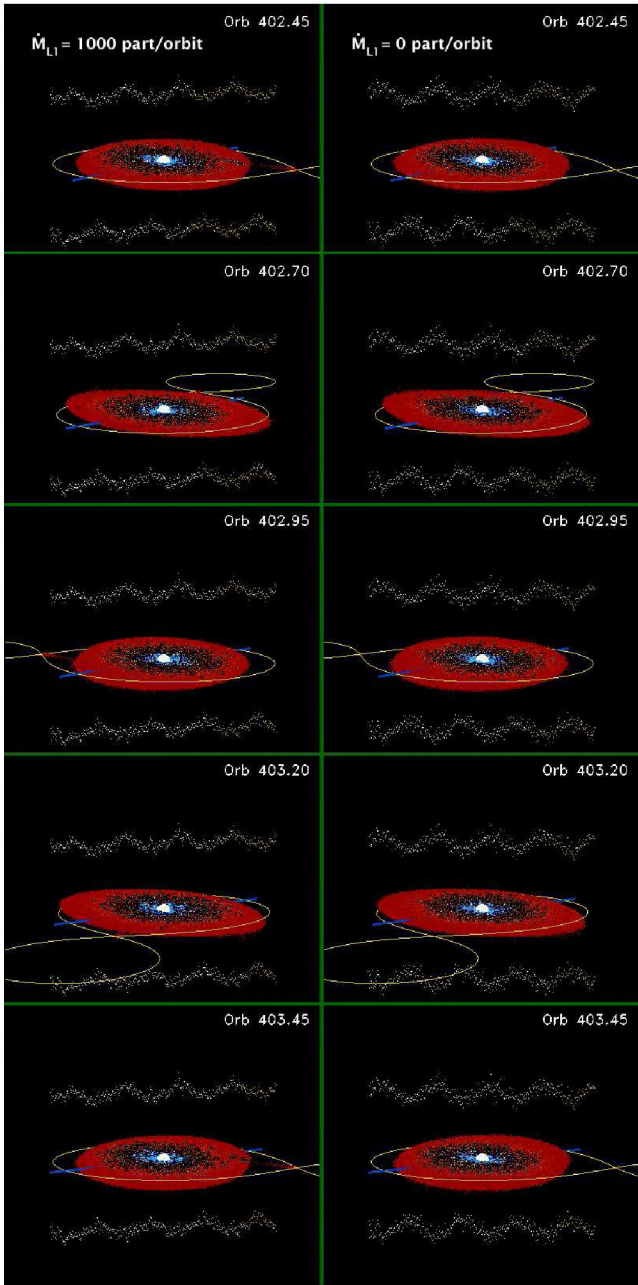 Orb 402.45
Ṁ_L1 = 1000 part/orbit
Orb 402.45
Ṁ_L1 = 0 part/orbit
Orb 402.70
Orb 402.70
Orb 402.95
Orb 402.95
Orb 403.20
Orb 403.20
Orb 403.45
Orb 403.45